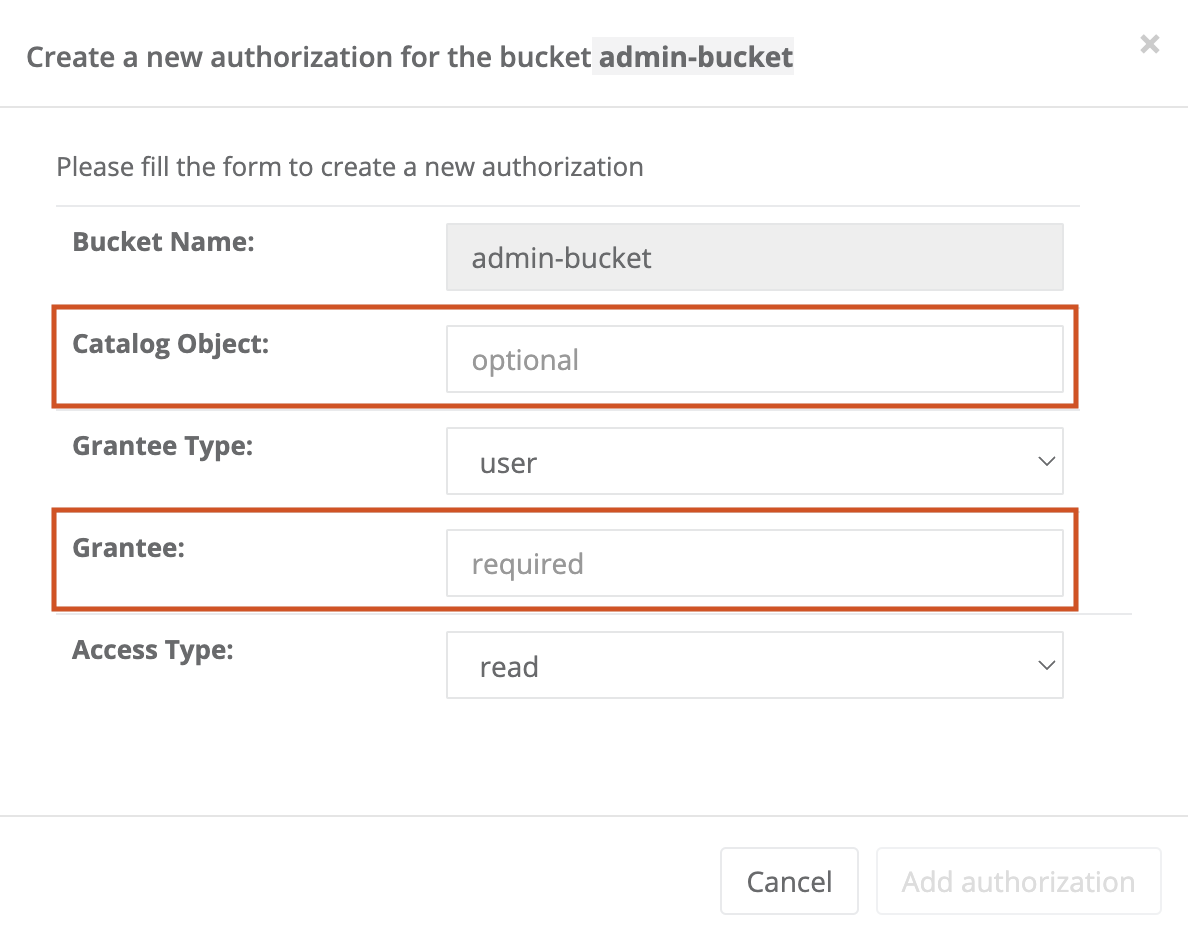 Create a new authorization for the bucket admin-bucket
×
Please fill the form to create a new authorization
Bucket Name:
admin-bucket
Catalog Object:
optional
Grantee Type:
user
Grantee:
required
Access Type:
read
Cancel
Add authorization